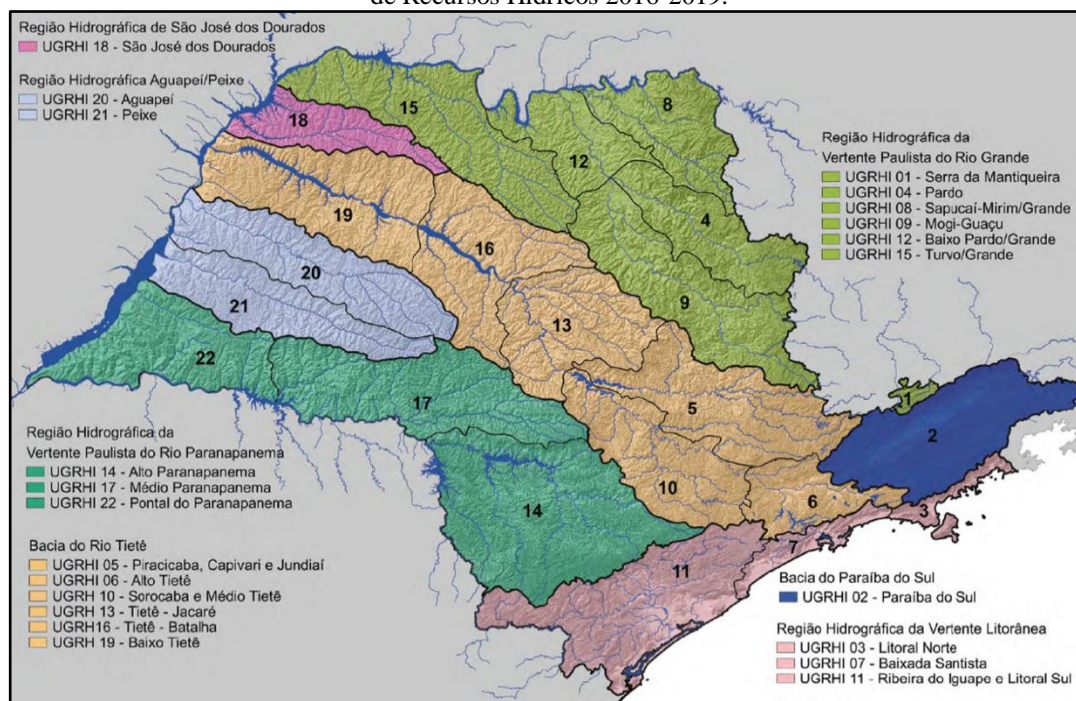 de Recursos Hídricos 2016-2019.
Região Hidrográfica de São José dos Dourados
UGRHI 18 - São José dos Dourados
Região Hidrográfica Aguapeí/Peixe
UGRHI 20 - Aguapeí
UGRHI 21 - Peixe
Região Hidrográfica da
Vertente Paulista do Rio Grande
UGRHI 01 - Serra da Mantiqueira
UGRHI 04 - Pardo
UGRHI 08 - Sapucaí-Mirim/Grande
UGRHI 09 - Mogi-Guaçu
UGRHI 12 - Baixo Pardo/Grande
UGRHI 15 - Turvo/Grande
15
8
18
12
4
19
16
20
9
13
21
22
17
5
1
2
10
6
3
14
7
11
Região Hidrográfica da
Vertente Paulista do Rio Paranapanema
UGRHI 14 - Alto Paranapanema
UGRHI 17 - Médio Paranapanema
UGRHI 22 - Pontal do Paranapanema
Bacia do Rio Tietê
UGRHI 05 - Piracicaba, Capivari e Jundiaí
UGRHI 06 - Alto Tietê
UGRHI 10 - Sorocaba e Médio Tietê
UGRHI 13 - Tietê - Jacaré
UGRH16 - Tietê - Batalha
UGRH 19 - Baixo Tietê
Bacia do Paraíba do Sul
UGRHI 02 - Paraíba do Sul
Região Hidrográfica da Vertente Litorânea
UGRHI 03 - Litoral Norte
UGRHI 07 - Baixada Santista
UGRHI 11 - Ribeira do Iguape e Litoral Sul